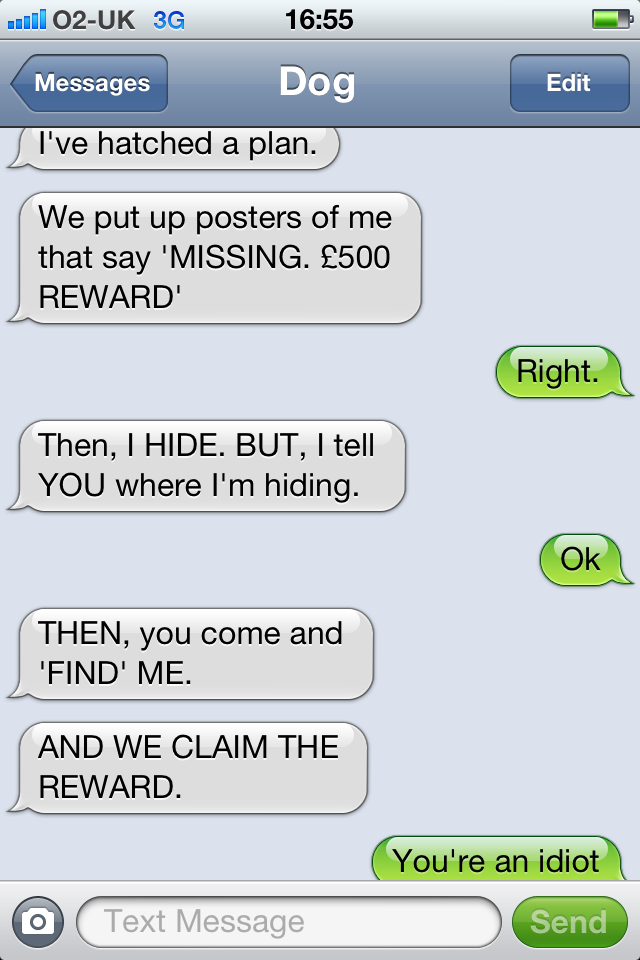 O2-UK 3G 16:55
Messages Dog Edit
I've hatched a plan.
We put up posters of me
that say 'MISSING. £500
REWARD'
Right.
Then, I HIDE. BUT, I tell
YOU where I'm hiding.
Ok
THEN, you come and
'FIND' ME.
AND WE CLAIM THE
REWARD.
You're an idiot
Text Message Send